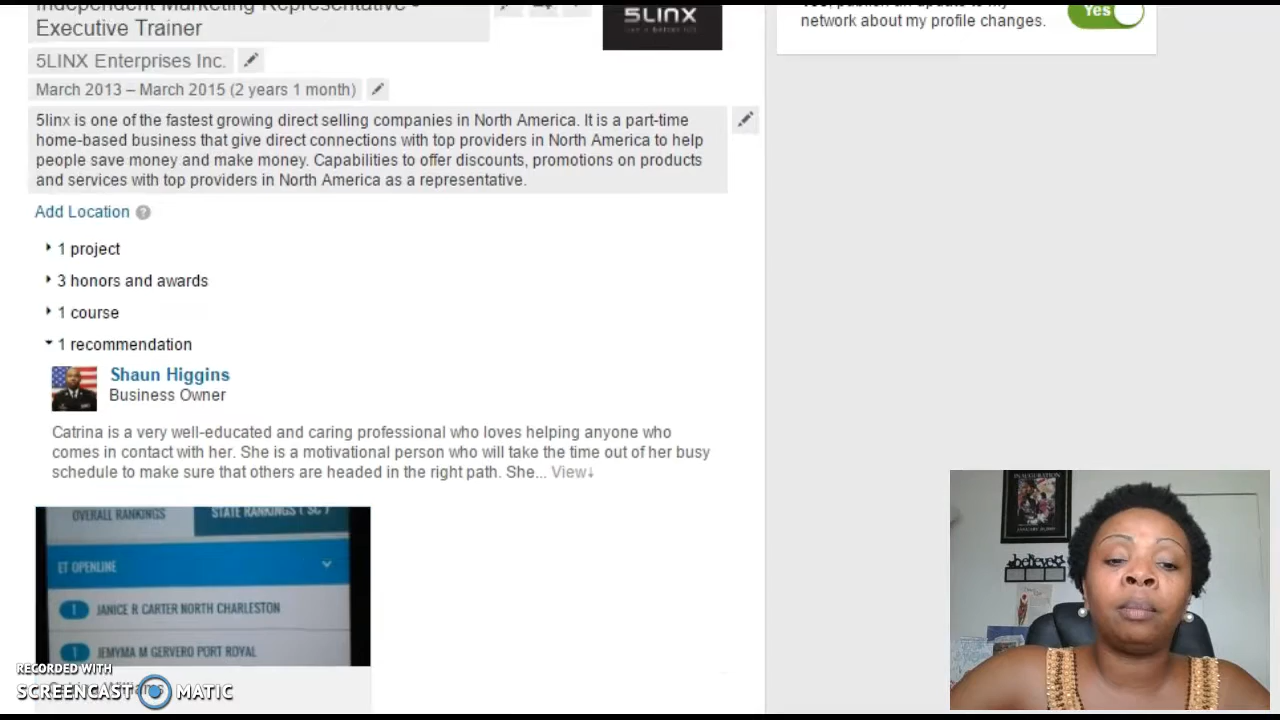 Independent Marketing Representative -
Executive Trainer
5LINX
5LINX Enterprises Inc.
March 2013 – March 2015 (2 years 1 month)
5linx is one of the fastest growing direct selling companies in North America. It is a part-time
home-based business that give direct connections with top providers in North America to help
people save money and make money. Capabilities to offer discounts, promotions on products
and services with top providers in North America as a representative.
Add Location ?
1 project
3 honors and awards
1 course
1 recommendation
Shaun Higgins
Business Owner
Catrina is a very well-educated and caring professional who loves helping anyone who
comes in contact with her. She is a motivational person who will take the time out of her busy
schedule to make sure that others are headed in the right path. She... View↓
OVERALL RANKINGS
STATE RANKINGS ( SC )
ET OPENLINE
1 JANICE R CARTER NORTH CHARLESTON
1 JEMYMA M GERVERO PORT ROYAL
RECORDED WITH
SCREENCAST MATIC
network about my profile changes.
Yes
INAUGURATION
believe